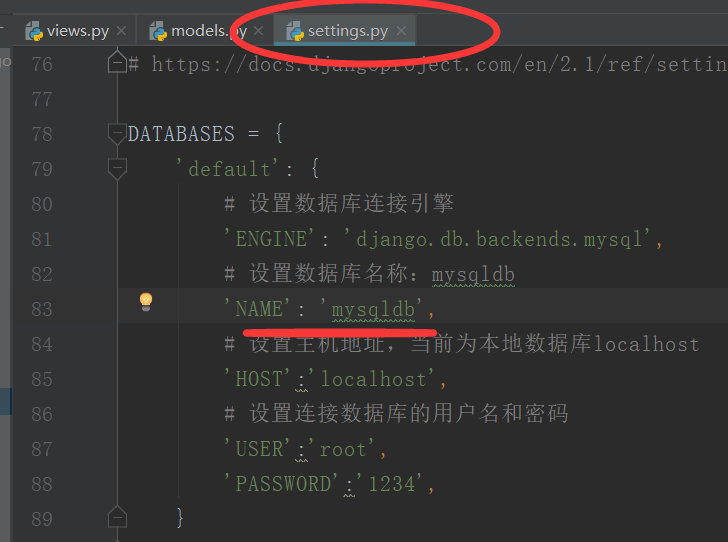 views.py models.py settings.py
76 # https://docs.djangoproject.com/en/2.1/ref/settin
77
78 DATABASES = {
79 'default': {
80 # 设置数据库连接引擎
81 'ENGINE': 'django.db.backends.mysql',
82 # 设置数据库名称：mysqldb
83 'NAME': 'mysqldb',
84 # 设置主机地址，当前为本地数据库localhost
85 'HOST':'localhost',
86 # 设置连接数据库的用户名和密码
87 'USER':'root',
88 'PASSWORD':'1234',
89 }